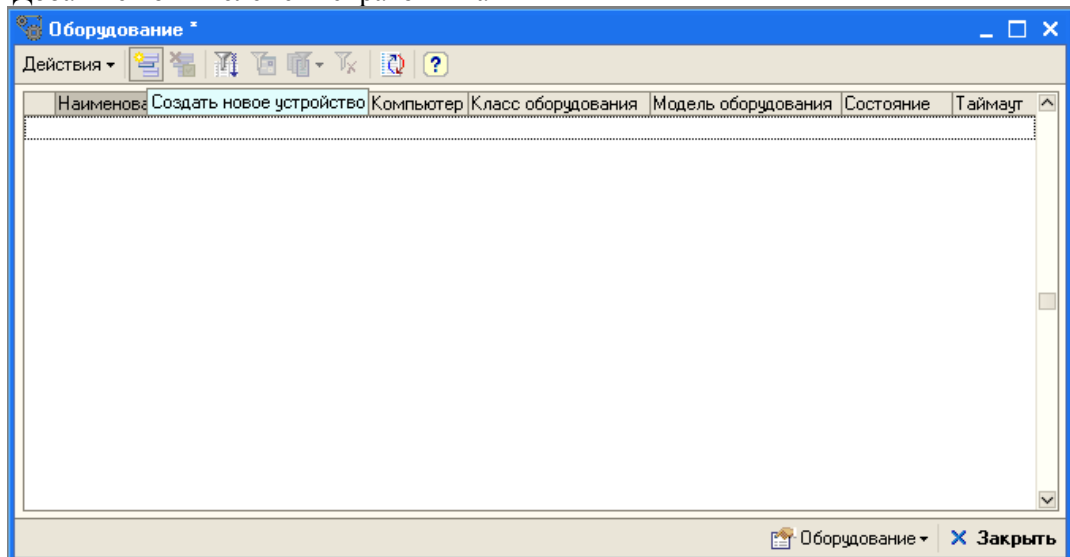 Оборудование *
Действия
Наименова Создать новое устройство Компьютер Класс оборудования Модель оборудования Состояние Таймаут
Оборудование Закрыть